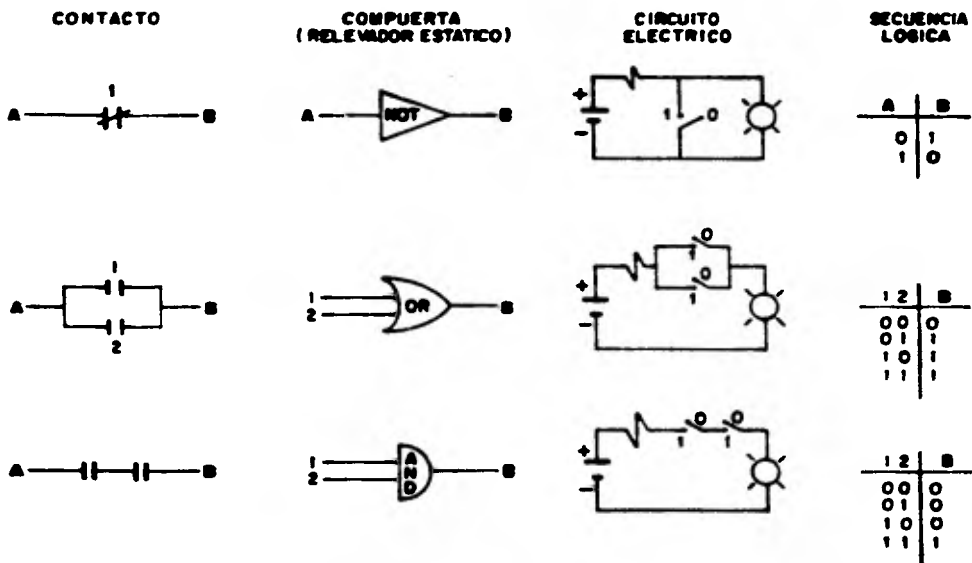 CONTACTO
COMPUERTA
(RELEVADOR ESTATICO)
CIRCUITO
ELECTRICO
SECUENCIA
LOGICA
1
A B
A NOT B
+
-
1 0
A B
0 1
1 0
1
A B
2
1
2
OR B
+
-
0
1
0
1
1 2 B
0 0 0
0 1 1
1 0 1
1 1 1
A B
1
2
AND B
+
-
0 0
1 1
1 2 B
0 0 0
0 1 0
1 0 0
1 1 1